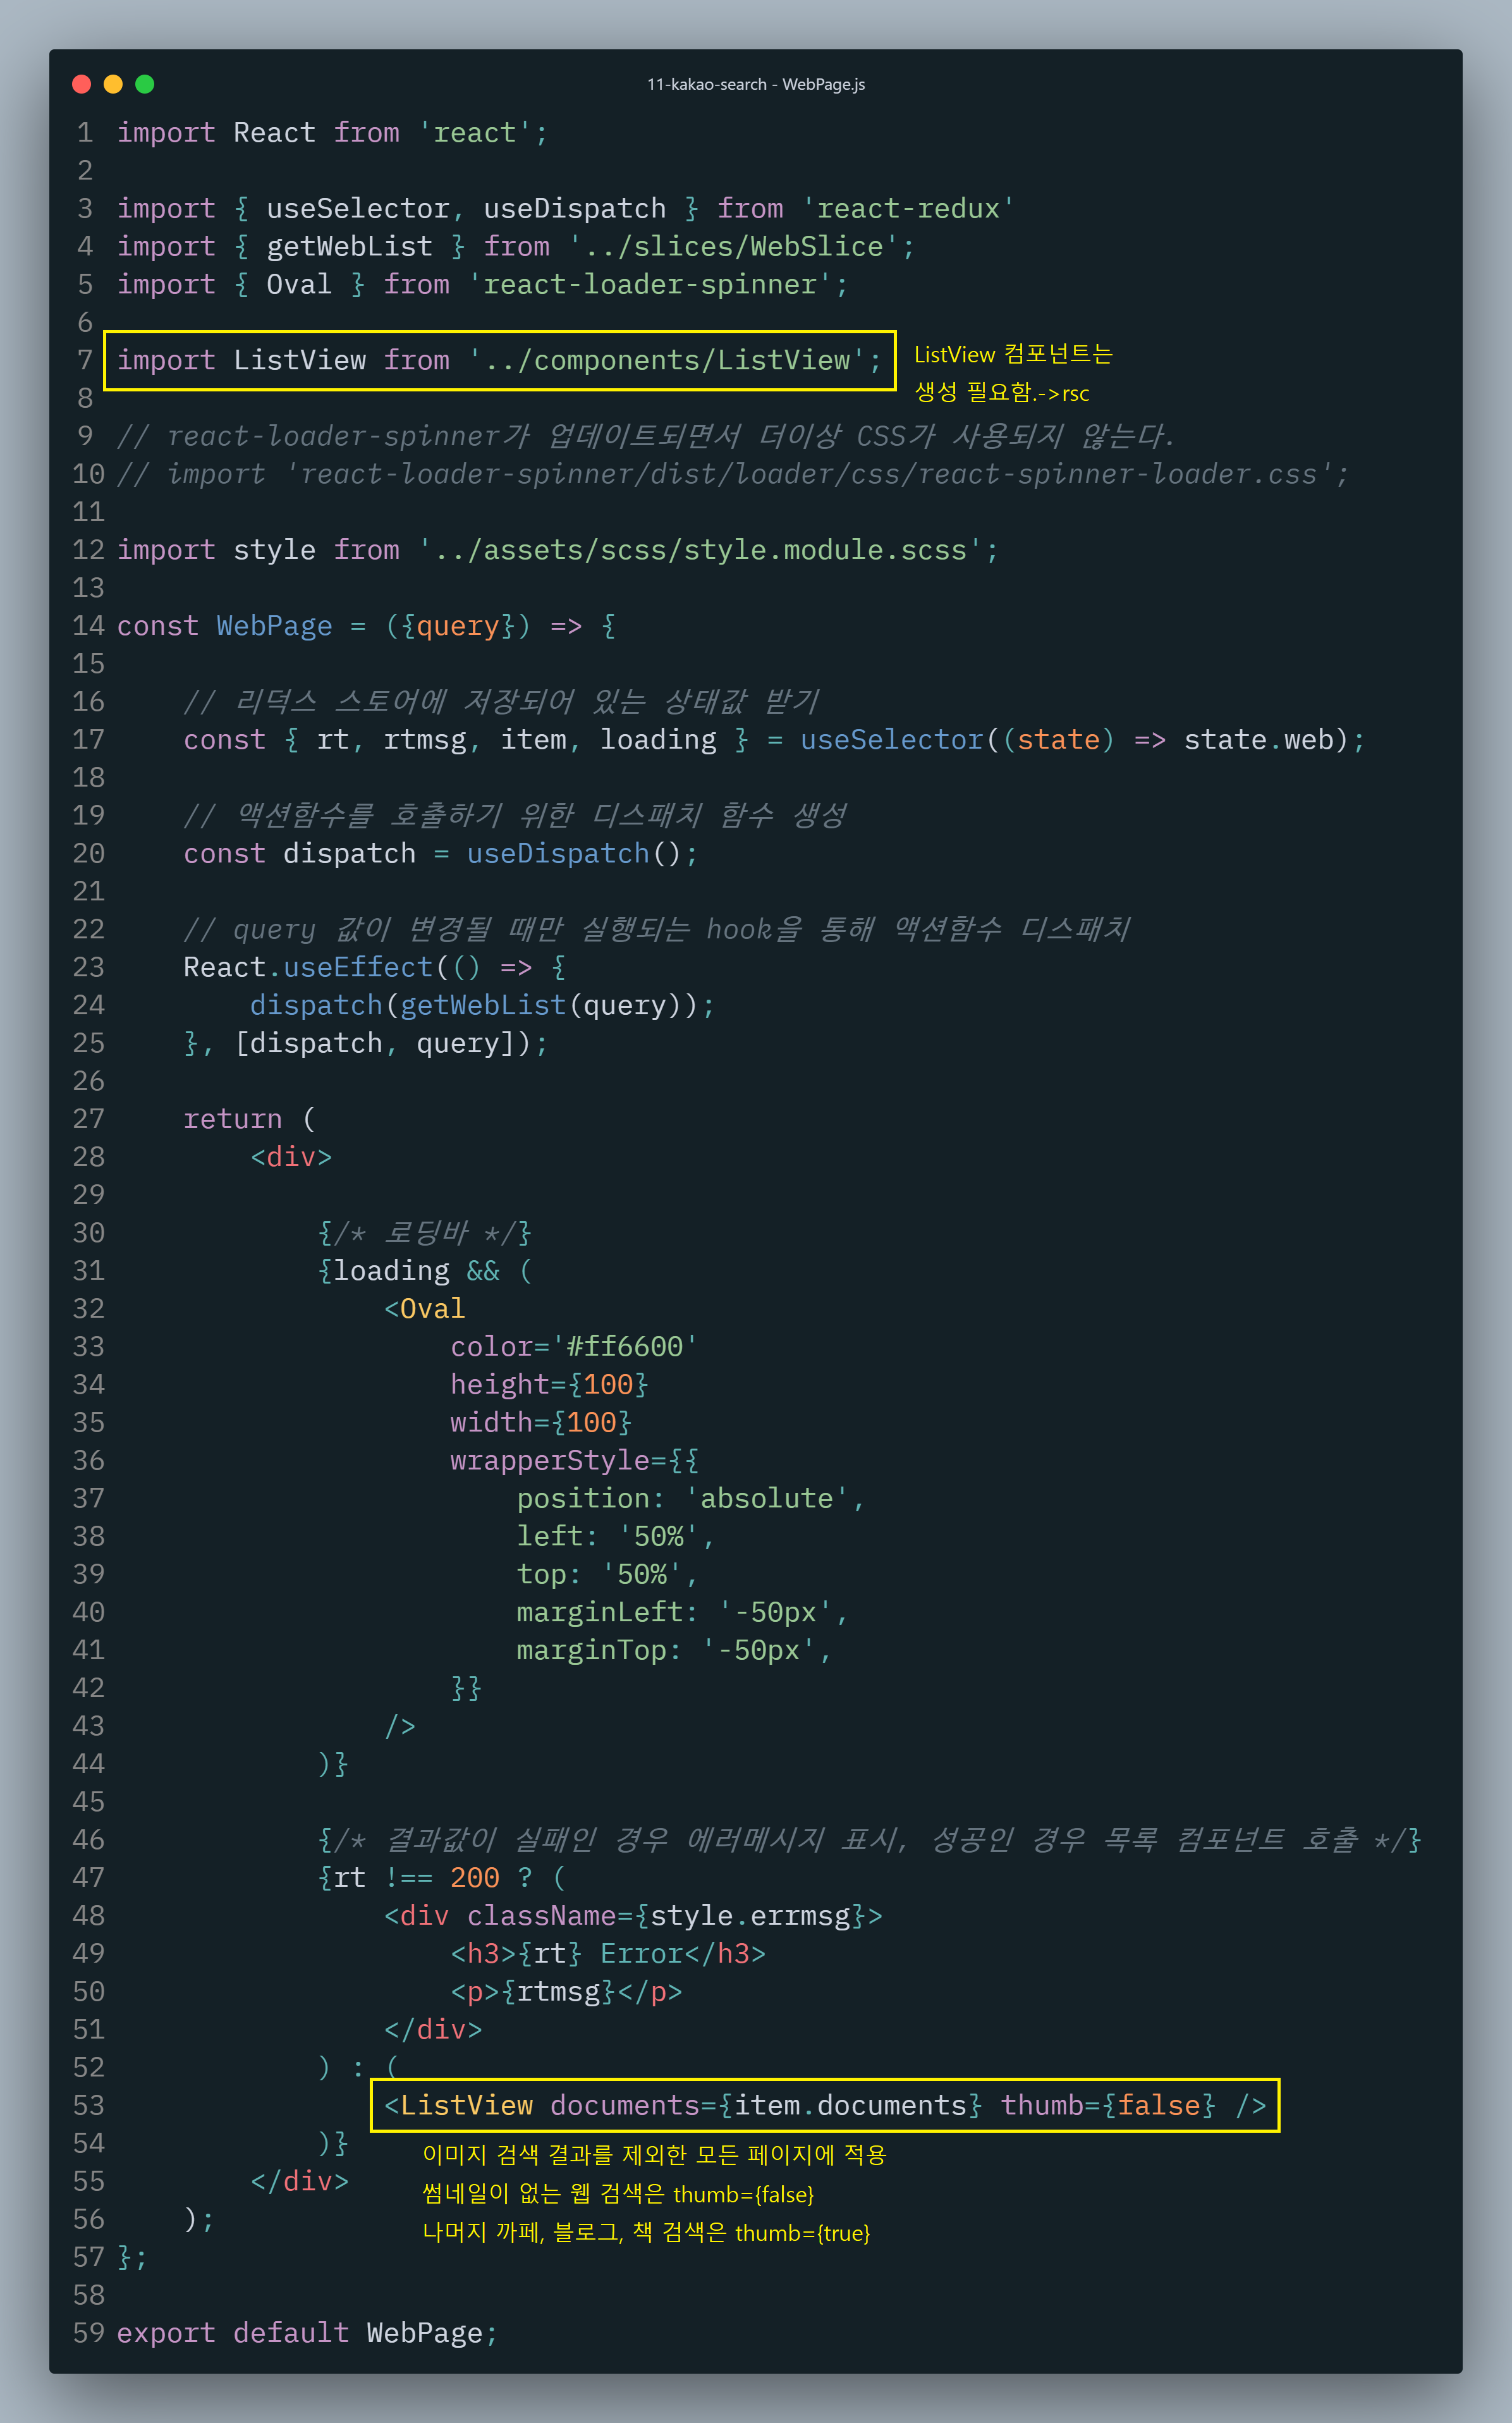 11-kakao-search - WebPage.js
1 import React from 'react';
2
3 import { useSelector, useDispatch } from 'react-redux'
4 import { getWebList } from '../slices/WebSlice';
5 import { Oval } from 'react-loader-spinner';
6
7 import ListView from '../components/ListView';
ListView 컴포넌트는
생성 필요함.->rsc
8
9 // react-loader-spinner가 업데이트되면서 더이상 CSS가 사용되지 않는다.
10 // import 'react-loader-spinner/dist/loader/css/react-spinner-loader.css';
11
12 import style from '../assets/scss/style.module.scss';
13
14 const WebPage = ({query}) => {
15
16     // 리덕스 스토어에 저장되어 있는 상태값 받기
17     const { rt, rtmsg, item, loading } = useSelector((state) => state.web);
18
19     // 액션함수를 호출하기 위한 디스패치 함수 생성
20     const dispatch = useDispatch();
21
22     // query 값이 변경될 때만 실행되는 hook을 통해 액션함수 디스패치
23     React.useEffect(() => {
24         dispatch(getWebList(query));
25     }, [dispatch, query]);
26
27     return (
28         <div>
29
30             {/* 로딩바 */}
31             {loading && (
32                 <Oval
33                     color='#ff6600'
34                     height={100}
35                     width={100}
36                     wrapperStyle={{
37                         position: 'absolute',
38                         left: '50%',
39                         top: '50%',
40                         marginLeft: '-50px',
41                         marginTop: '-50px',
42                     }}
43                 />
44             )}
45
46             {/* 결과값이 실패인 경우 에러메시지 표시, 성공인 경우 목록 컴포넌트 호출 */}
47             {rt !== 200 ? (
48                 <div className={style.errmsg}>
49                     <h3>{rt} Error</h3>
50                     <p>{rtmsg}</p>
51                 </div>
52             ) : (
53                 <ListView documents={item.documents} thumb={false} />
54             )}
이미지 검색 결과를 제외한 모든 페이지에 적용
55         </div>
썸네일이 없는 웹 검색은 thumb={false}
56     );
나머지 까페, 블로그, 책 검색은 thumb={true}
57 };
58
59 export default WebPage;